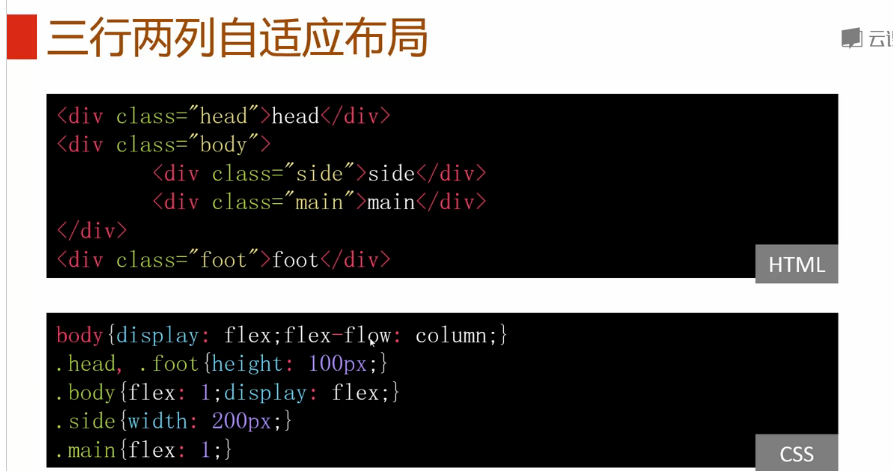 三行两列自适应布局
云课
<div class="head">head</div>
<div class="body">
<div class="side">side</div>
<div class="main">main</div>
</div>
<div class="foot">foot</div>
HTML
body{display: flex;flex-flow: column;}
.head, .foot{height: 100px;}
.body{flex: 1;display: flex;}
.side{width: 200px;}
.main{flex: 1;}
CSS